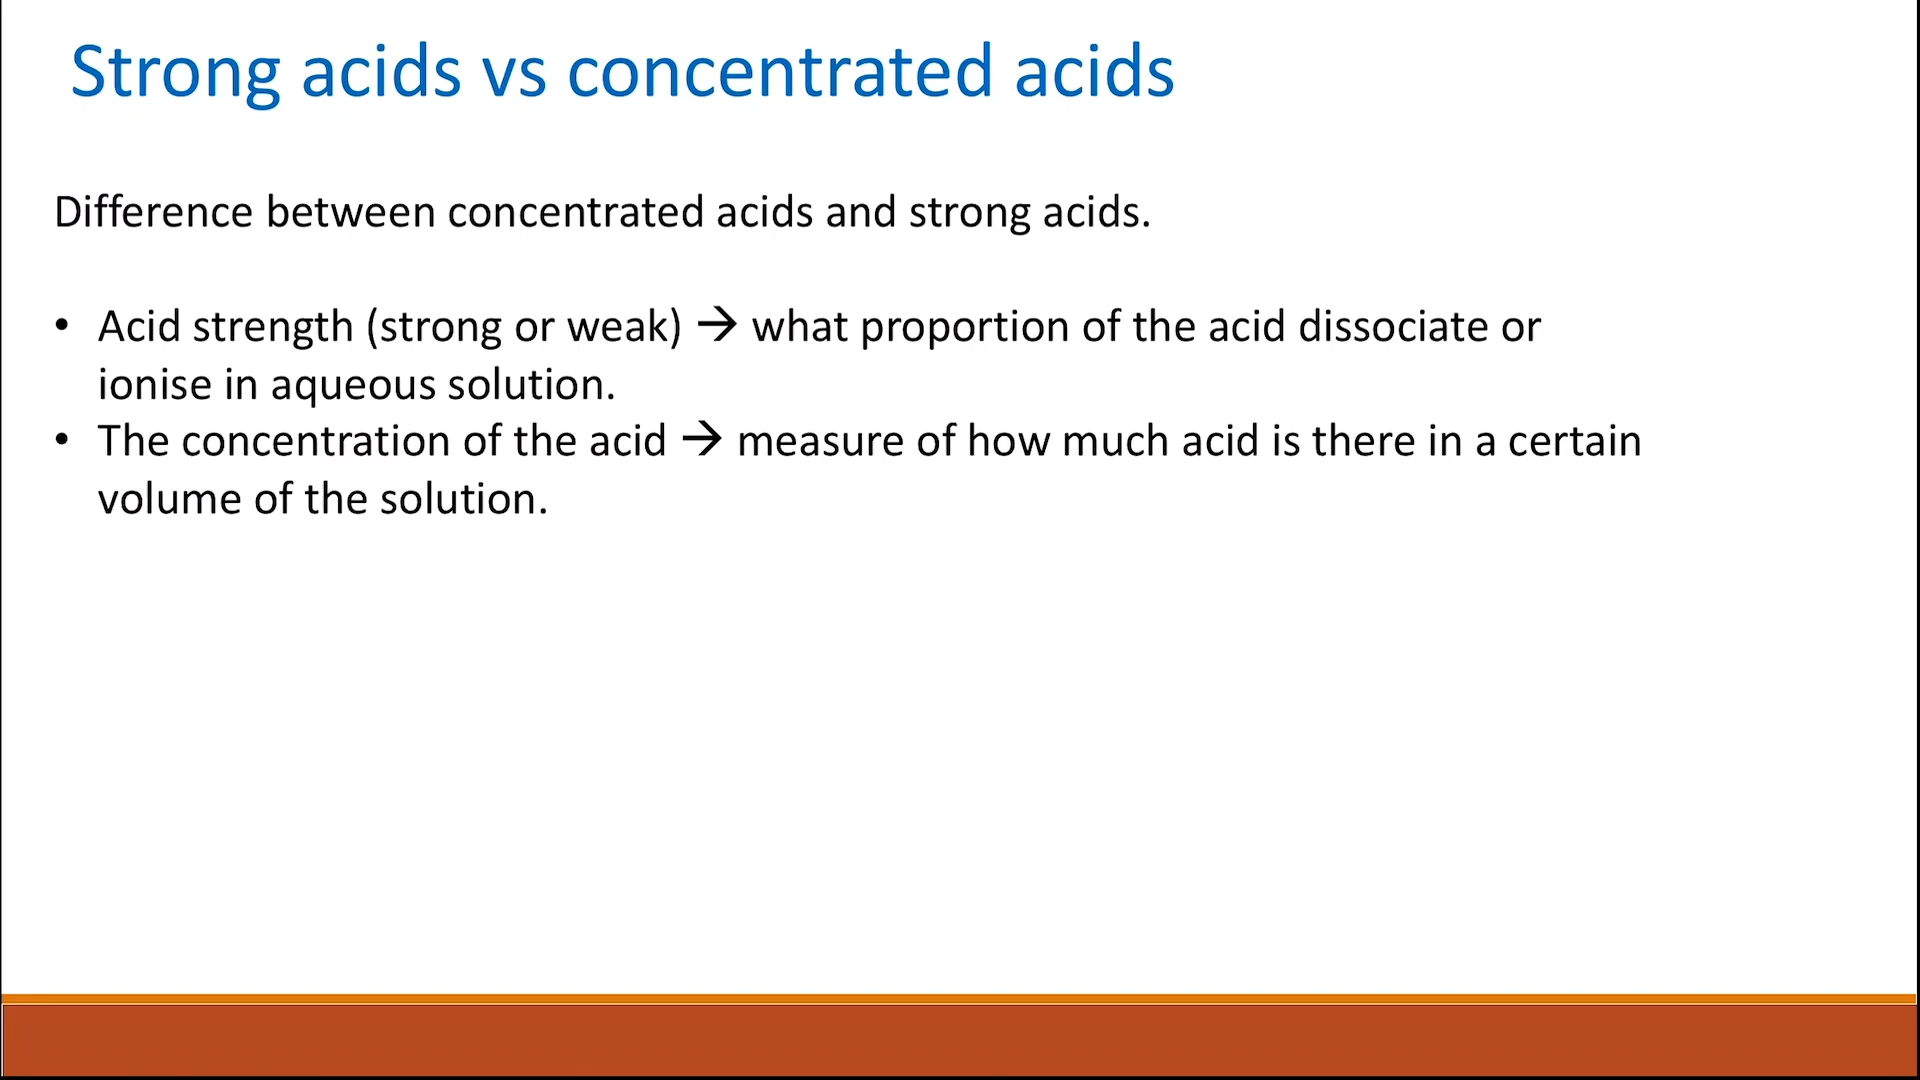 Strong acids vs concentrated acids
Difference between concentrated acids and strong acids.
• Acid strength (strong or weak) → what proportion of the acid dissociate or
ionise in aqueous solution.
• The concentration of the acid → measure of how much acid is there in a certain
volume of the solution.